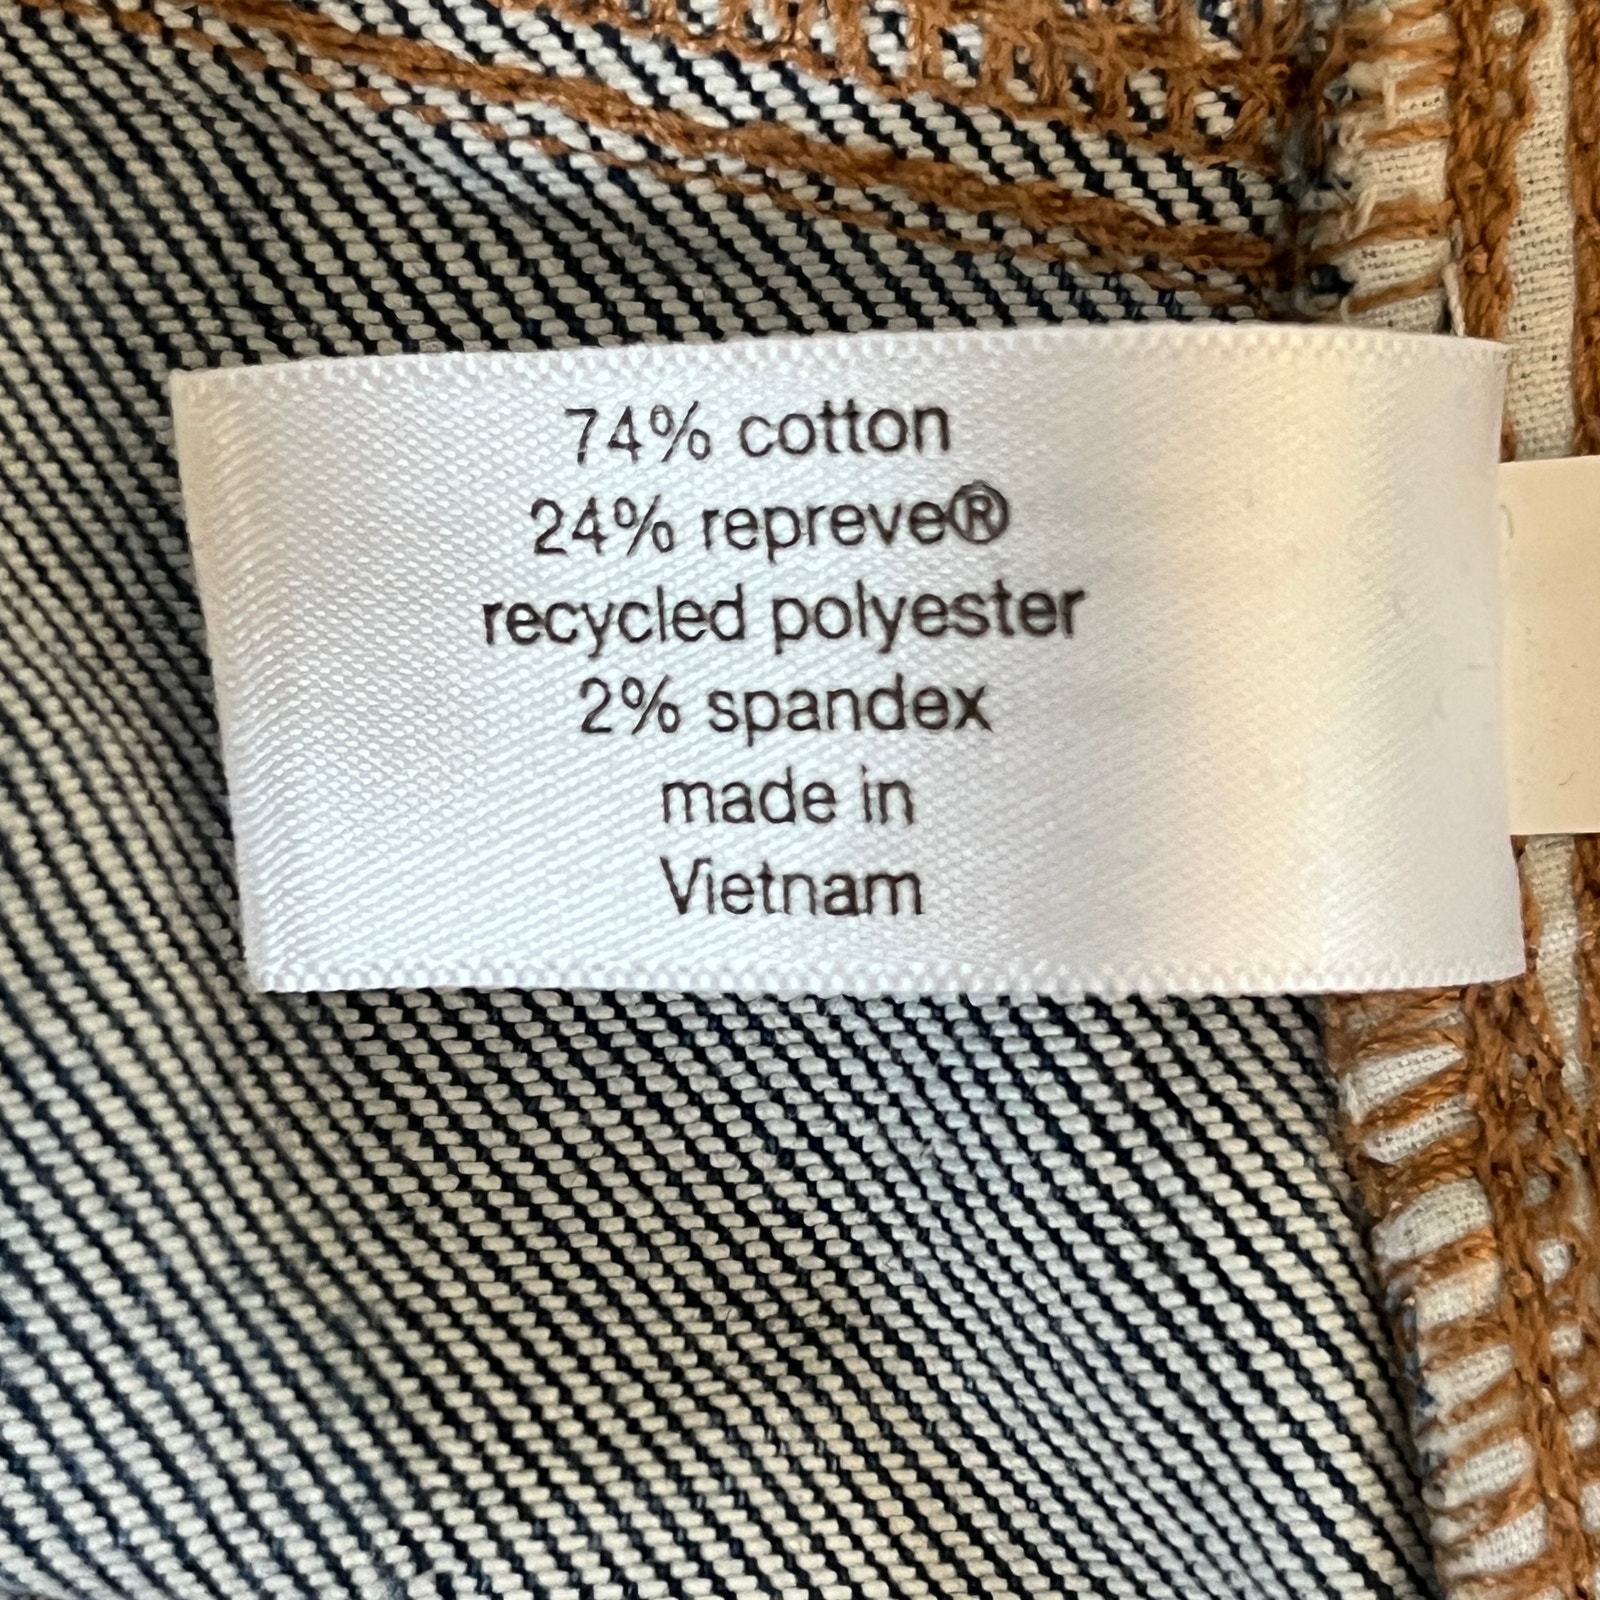 74% cotton
24% repreve®
recycled polyester
2% spandex
made in
Vietnam